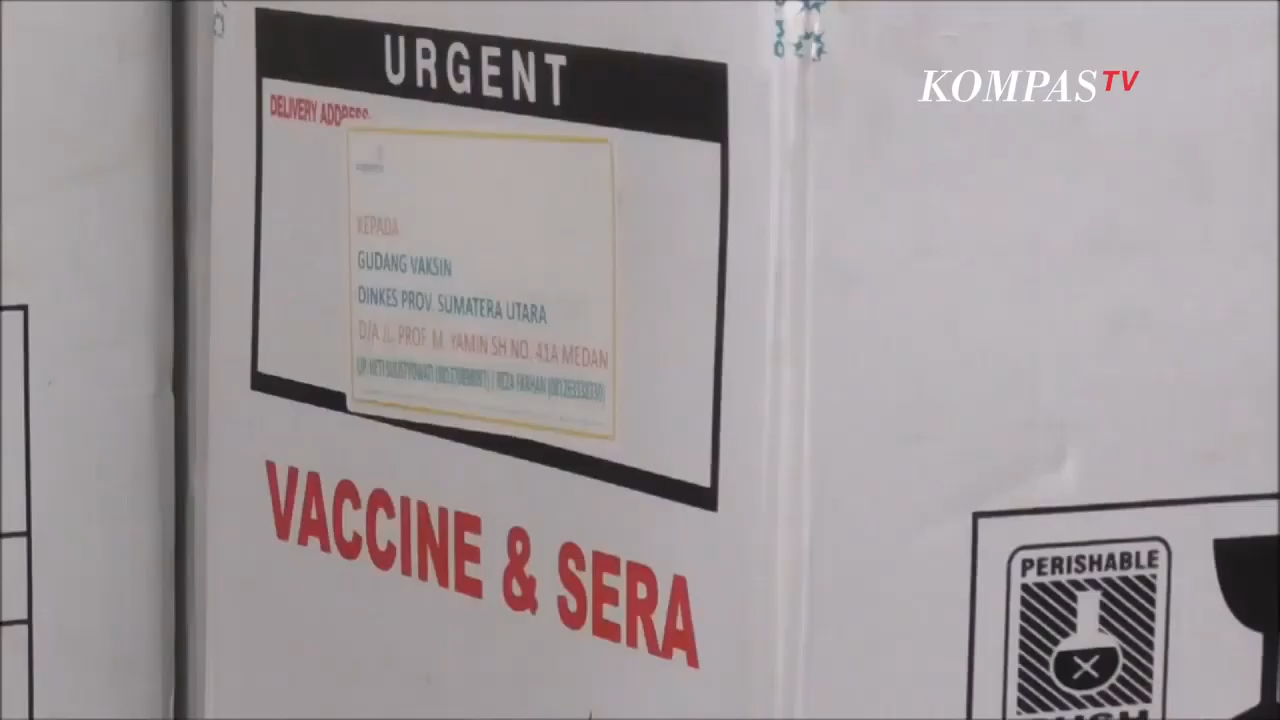 URGENT
KOMPAS TV
DELIVERY ADDRESS:
KEPADA
GUDANG VAKSIN
DINKES PROV. SUMATERA UTARA
D/A JL. PROF. M. YAMIN SH NO. 41A MEDAN
VACCINE & SERA
PERISHABLE